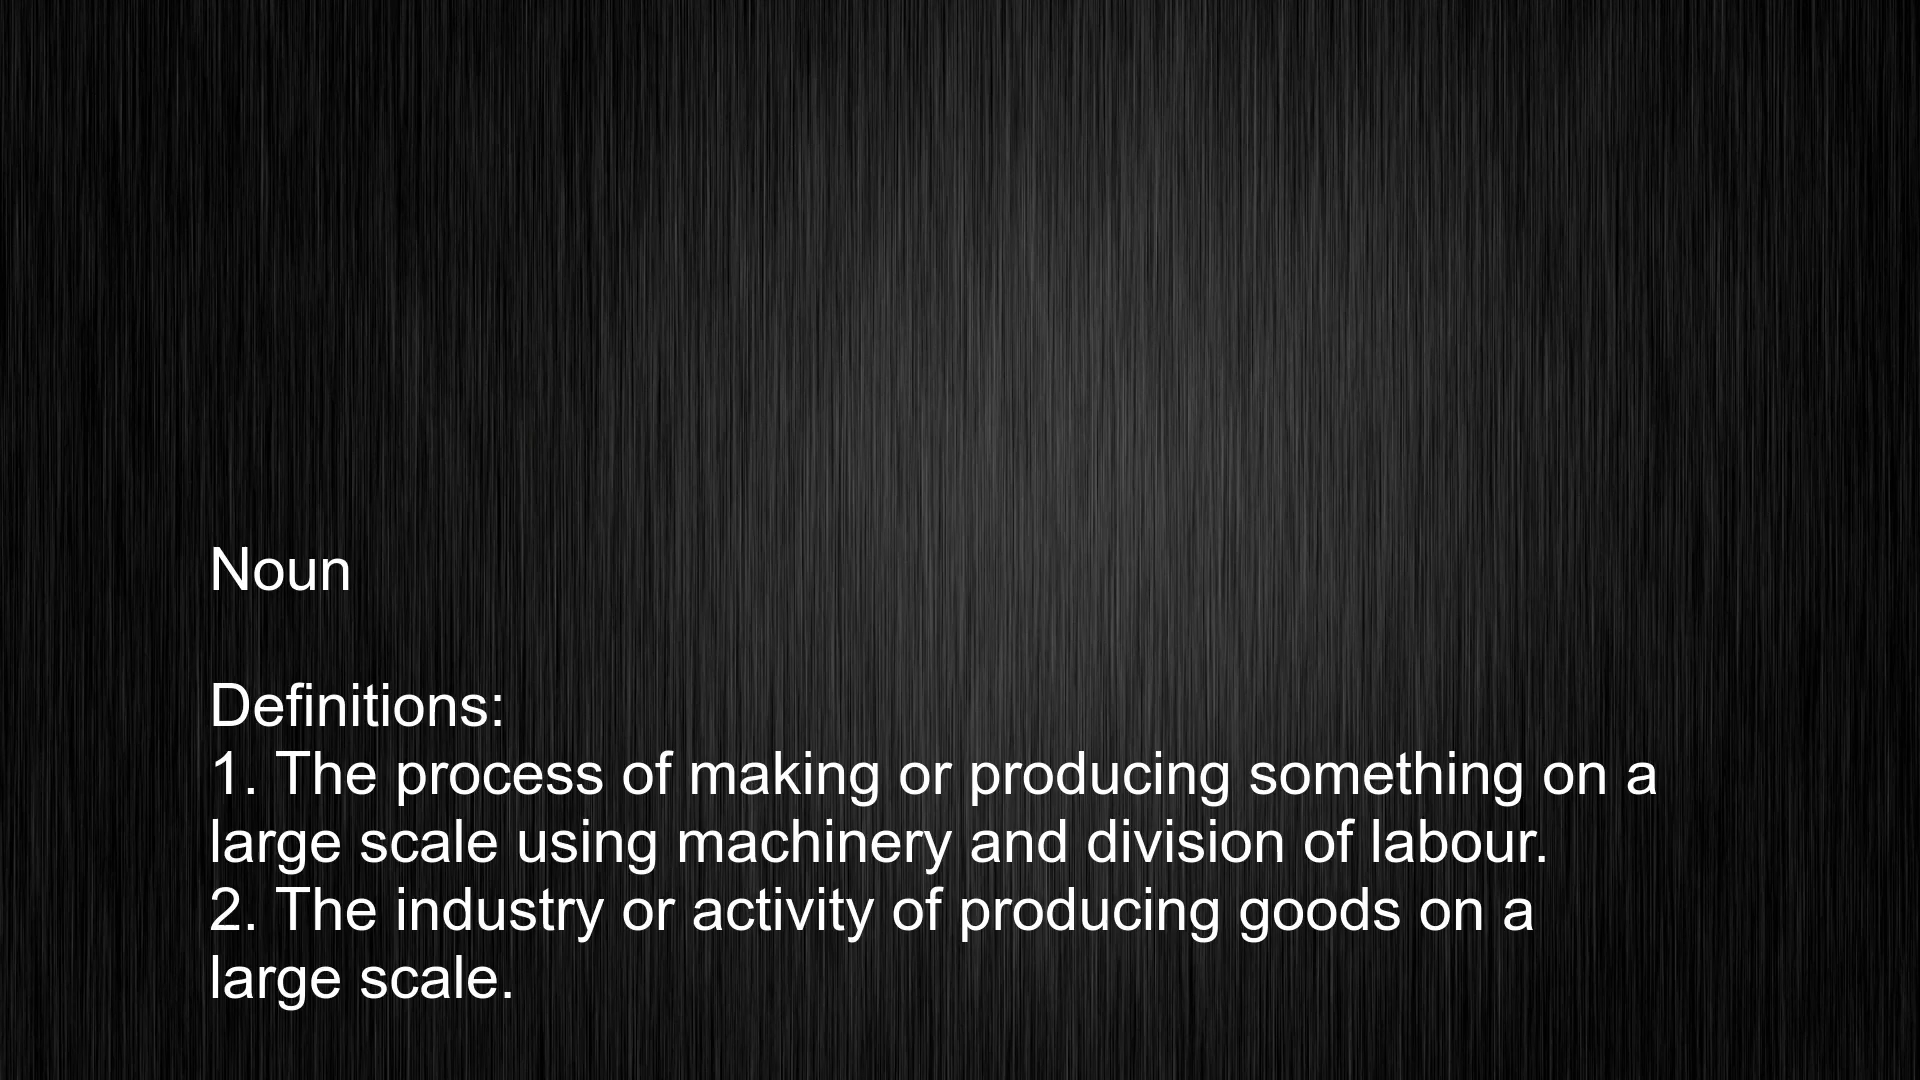 Noun
Definitions:
1. The process of making or producing something on a
large scale using machinery and division of labour.
2. The industry or activity of producing goods on a
large scale.